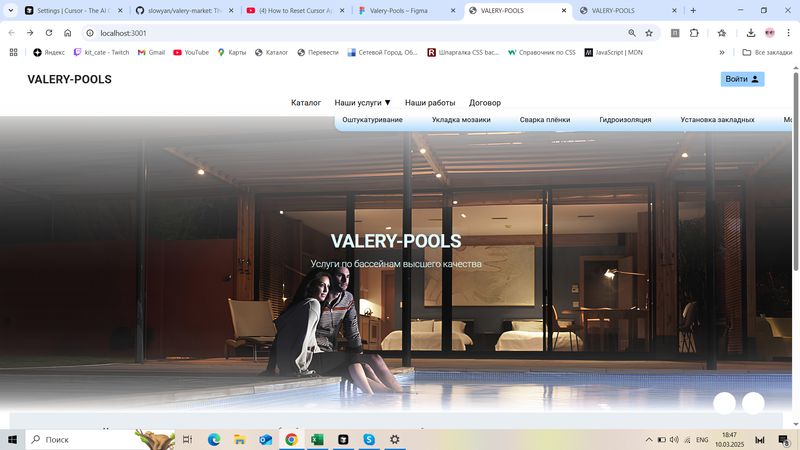 Settings | Cursor - The AI C
slowyan/valery-market: Th
(4) How to Reset Cursor A
Valery-Pools – Figma
VALERY-POOLS
VALERY-POOLS
localhost:3001
Яндекс
kit_cate - Twitch
Gmail
YouTube
Карты
Каталог
Перевести
Сетевой Город. Об...
Шпаргалка CSS bac...
Справочник по CSS
JavaScript | MDN
»
Все закладки
VALERY-POOLS
Войти
Каталог
Наши услуги ▼
Наши работы
Договор
Оштукатуривание
Укладка мозаики
Сварка плёнки
Гидроизоляция
Установка закладных
Мо
VALERY-POOLS
Услуги по бассейнам высшего качества
Поиск
ENG
18:47
10.03.2025
8